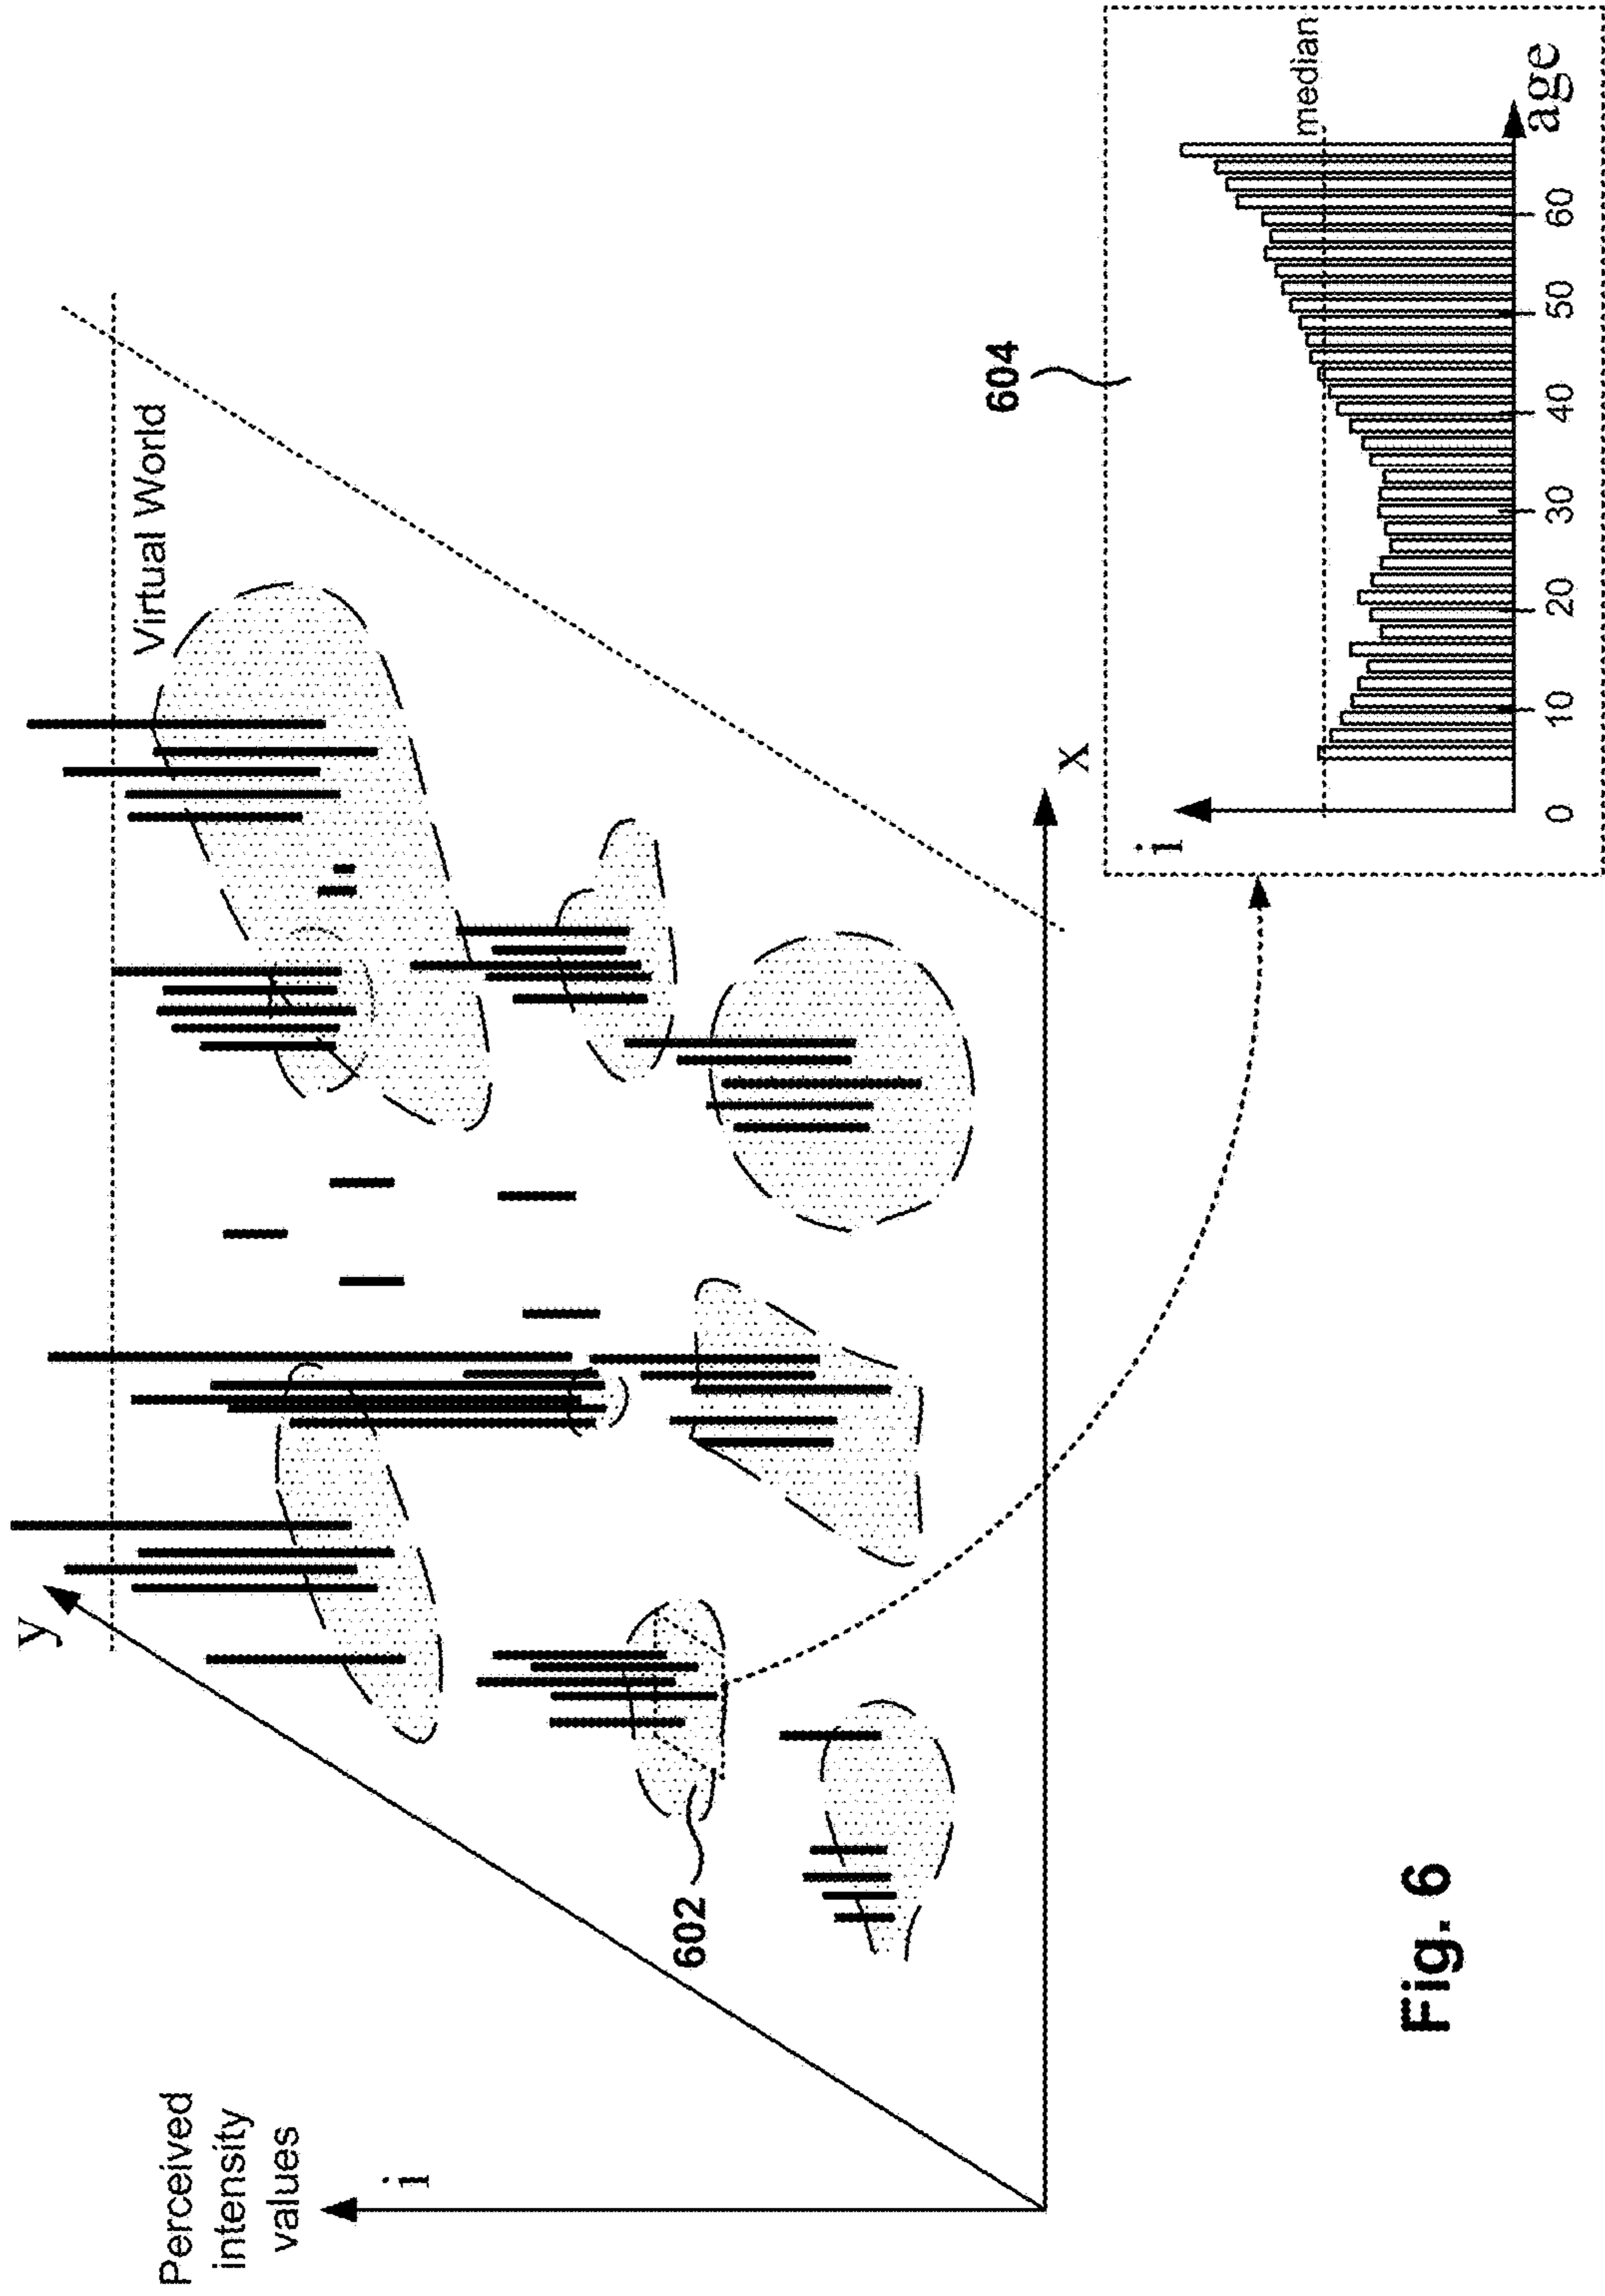 Perceived
intensity
values
i
y
Virtual World
x
602
604
i
median
0 10 20 30 40 50 60
age
Fig. 6